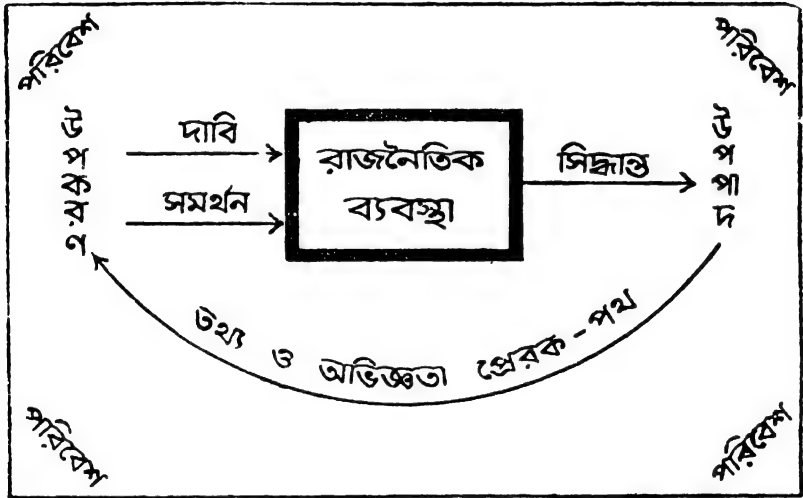 পরিবেশ
পরিবেশ
উপকরণ
দাবি
সমর্থন
রাজনৈতিক
ব্যবস্থা
সিদ্ধান্ত
উপপাদ
তথ্য ও অভিজ্ঞতা প্রেরক-পথ
পরিবেশ
পরিবেশ